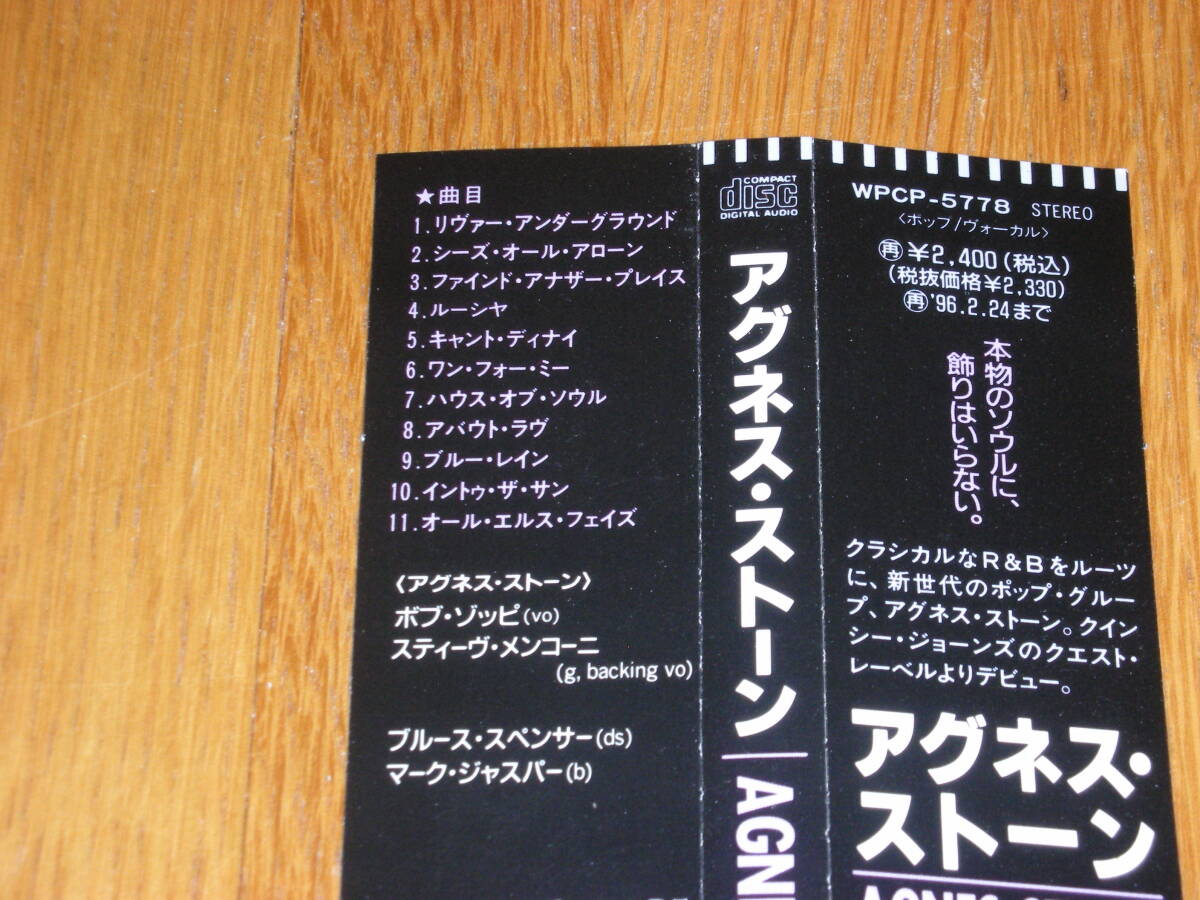 ★曲目
1.リヴァー・アンダーグラウンド
2.シーズ・オール・アローン
3.ファインド・アナザー・プレイス
4.ルーシヤ
5.キャント・ディナイ
6.ワン・フォー・ミー
7.ハウス・オブ・ソウル
8.アバウト・ラヴ
9.ブルー・レイン
10.イントゥ・ザ・サン
11.オール・エルス・フェイズ
〈アグネス・ストーン〉
ボブ・ゾッピ(vo)
スティーヴ・メンコーニ
(g, backing vo)
ブルース・スペンサー(ds)
マーク・ジャスパー(b)
COMPACT
disc
DIGITAL AUDIO
アグネス・ストーン | AGN
WPCP-5778 STEREO
〈ポップ/ヴォーカル〉
再¥2,400(税込)
(税抜価格¥2,330)
再'96.2.24まで
本物のソウルに、
飾りはいらない。
クラシカルなR&Bをルーツ
に、新世代のポップ・グルー
プ、アグネス・ストーン。クイン
シー・ジョーンズのクエスト・
レーベルよりデビュー。
アグネス・
ストーン